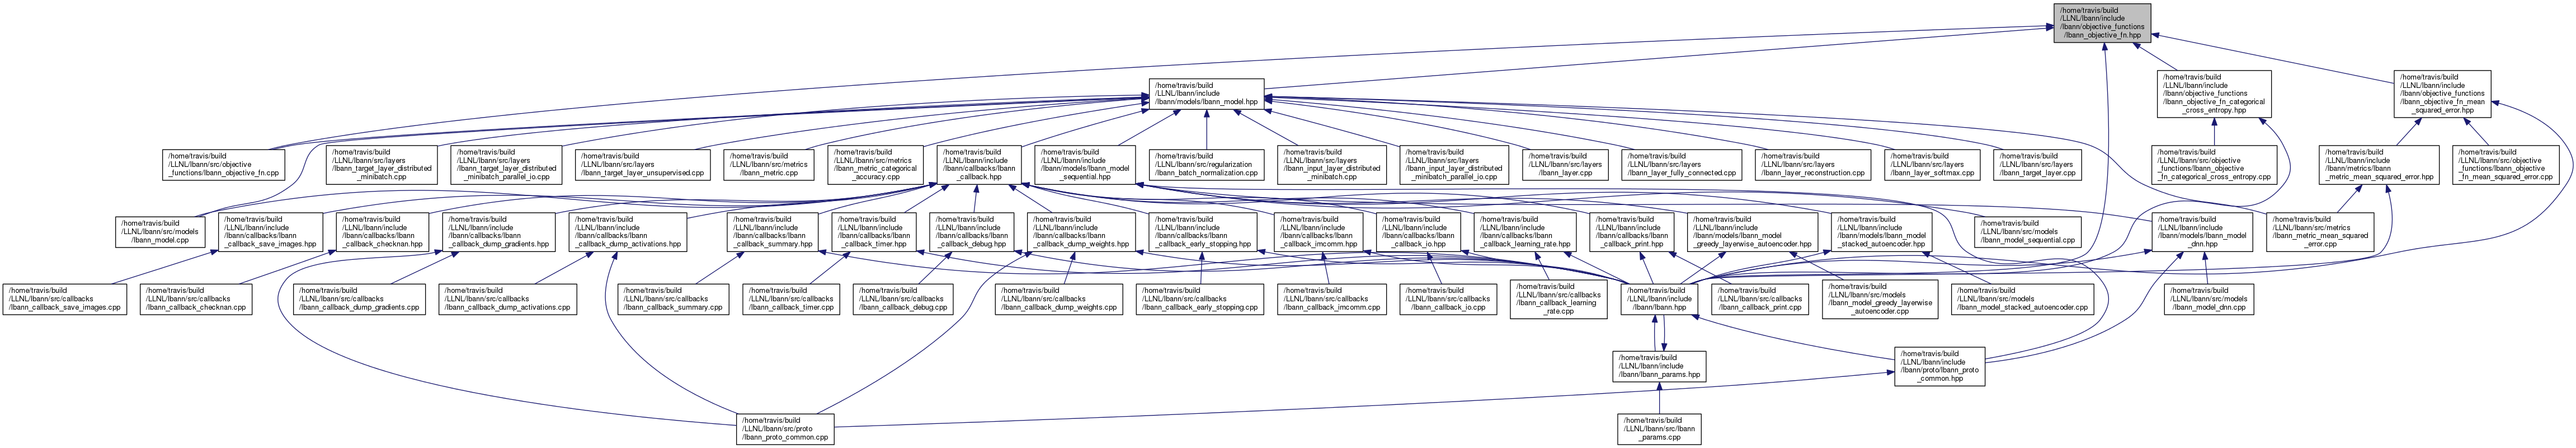 /home/travis/build
/LLNL/lbann/include
/lbann/objective_functions
/lbann_objective_fn.hpp
/home/travis/build
/LLNL/lbann/include
/lbann/models/lbann_model.hpp
/home/travis/build
/LLNL/lbann/include
/lbann/objective_functions
/lbann_objective_fn_categorical
_cross_entropy.hpp
/home/travis/build
/LLNL/lbann/include
/lbann/objective_functions
/lbann_objective_fn_mean
_squared_error.hpp
/home/travis/build
/LLNL/lbann/src/objective
_functions/lbann_objective_fn.cpp
/home/travis/build
/LLNL/lbann/src/layers
/lbann_target_layer_distributed
_minibatch.cpp
/home/travis/build
/LLNL/lbann/src/layers
/lbann_target_layer_distributed
_minibatch_parallel_io.cpp
/home/travis/build
/LLNL/lbann/src/layers
/lbann_target_layer_unsupervised.cpp
/home/travis/build
/LLNL/lbann/src/metrics
/lbann_metric.cpp
/home/travis/build
/LLNL/lbann/src/metrics
/lbann_metric_categorical
_accuracy.cpp
/home/travis/build
/LLNL/lbann/include
/lbann/callbacks/lbann
_callback.hpp
/home/travis/build
/LLNL/lbann/include
/lbann/models/lbann_model
_sequential.hpp
/home/travis/build
/LLNL/lbann/src/regularization
/lbann_batch_normalization.cpp
/home/travis/build
/LLNL/lbann/src/layers
/lbann_input_layer_distributed
_minibatch.cpp
/home/travis/build
/LLNL/lbann/src/layers
/lbann_input_layer_distributed
_minibatch_parallel_io.cpp
/home/travis/build
/LLNL/lbann/src/layers
/lbann_layer.cpp
/home/travis/build
/LLNL/lbann/src/layers
/lbann_layer_fully_connected.cpp
/home/travis/build
/LLNL/lbann/src/layers
/lbann_layer_reconstruction.cpp
/home/travis/build
/LLNL/lbann/src/layers
/lbann_layer_softmax.cpp
/home/travis/build
/LLNL/lbann/src/layers
/lbann_target_layer.cpp
/home/travis/build
/LLNL/lbann/src/objective
_functions/lbann_objective
_fn_categorical_cross_entropy.cpp
/home/travis/build
/LLNL/lbann/include
/lbann/metrics/lbann
_metric_mean_squared_error.hpp
/home/travis/build
/LLNL/lbann/src/objective
_functions/lbann_objective
_fn_mean_squared_error.cpp
/home/travis/build
/LLNL/lbann/src/models
/lbann_model.cpp
/home/travis/build
/LLNL/lbann/include
/lbann/callbacks/lbann
_callback_save_images.hpp
/home/travis/build
/LLNL/lbann/include
/lbann/callbacks/lbann
_callback_checknan.hpp
/home/travis/build
/LLNL/lbann/include
/lbann/callbacks/lbann
_callback_dump_gradients.hpp
/home/travis/build
/LLNL/lbann/include
/lbann/callbacks/lbann
_callback_dump_activations.hpp
/home/travis/build
/LLNL/lbann/include
/lbann/callbacks/lbann
_callback_summary.hpp
/home/travis/build
/LLNL/lbann/include
/lbann/callbacks/lbann
_callback_timer.hpp
/home/travis/build
/LLNL/lbann/include
/lbann/callbacks/lbann
_callback_debug.hpp
/home/travis/build
/LLNL/lbann/include
/lbann/callbacks/lbann
_callback_dump_weights.hpp
/home/travis/build
/LLNL/lbann/include
/lbann/callbacks/lbann
_callback_early_stopping.hpp
/home/travis/build
/LLNL/lbann/include
/lbann/callbacks/lbann
_callback_imcomm.hpp
/home/travis/build
/LLNL/lbann/include
/lbann/callbacks/lbann
_callback_io.hpp
/home/travis/build
/LLNL/lbann/include
/lbann/callbacks/lbann
_callback_learning_rate.hpp
/home/travis/build
/LLNL/lbann/include
/lbann/callbacks/lbann
_callback_print.hpp
/home/travis/build
/LLNL/lbann/include
/lbann/models/lbann_model
_greedy_layerwise_autoencoder.hpp
/home/travis/build
/LLNL/lbann/include
/lbann/models/lbann_model
_stacked_autoencoder.hpp
/home/travis/build
/LLNL/lbann/src/models
/lbann_model_sequential.cpp
/home/travis/build
/LLNL/lbann/include
/lbann/models/lbann_model
_dnn.hpp
/home/travis/build
/LLNL/lbann/src/metrics
/lbann_metric_mean_squared
_error.cpp
/home/travis/build
/LLNL/lbann/src/callbacks
/lbann_callback_save_images.cpp
/home/travis/build
/LLNL/lbann/src/callbacks
/lbann_callback_checknan.cpp
/home/travis/build
/LLNL/lbann/src/callbacks
/lbann_callback_dump_gradients.cpp
/home/travis/build
/LLNL/lbann/src/callbacks
/lbann_callback_dump_activations.cpp
/home/travis/build
/LLNL/lbann/src/callbacks
/lbann_callback_summary.cpp
/home/travis/build
/LLNL/lbann/src/callbacks
/lbann_callback_timer.cpp
/home/travis/build
/LLNL/lbann/src/callbacks
/lbann_callback_debug.cpp
/home/travis/build
/LLNL/lbann/src/callbacks
/lbann_callback_dump_weights.cpp
/home/travis/build
/LLNL/lbann/src/callbacks
/lbann_callback_early_stopping.cpp
/home/travis/build
/LLNL/lbann/src/callbacks
/lbann_callback_imcomm.cpp
/home/travis/build
/LLNL/lbann/src/callbacks
/lbann_callback_io.cpp
/home/travis/build
/LLNL/lbann/src/callbacks
/lbann_callback_learning
_rate.cpp
/home/travis/build
/LLNL/lbann/include
/lbann/lbann.hpp
/home/travis/build
/LLNL/lbann/src/callbacks
/lbann_callback_print.cpp
/home/travis/build
/LLNL/lbann/src/models
/lbann_model_greedy_layerwise
_autoencoder.cpp
/home/travis/build
/LLNL/lbann/src/models
/lbann_model_stacked_autoencoder.cpp
/home/travis/build
/LLNL/lbann/src/models
/lbann_model_dnn.cpp
/home/travis/build
/LLNL/lbann/include
/lbann/lbann_params.hpp
/home/travis/build
/LLNL/lbann/include
/lbann/proto/lbann_proto
_common.hpp
/home/travis/build
/LLNL/lbann/src/proto
/lbann_proto_common.cpp
/home/travis/build
/LLNL/lbann/src/lbann
_params.cpp